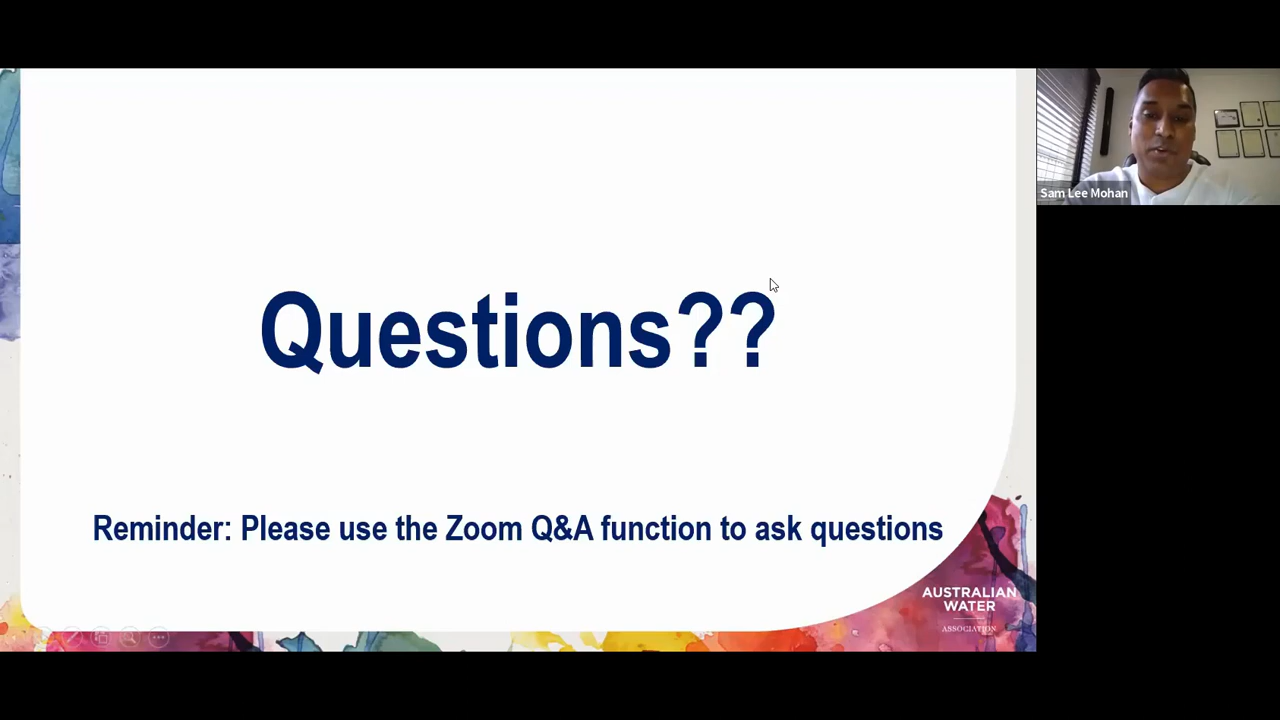 Sam Lee Mohan
Questions??
Reminder: Please use the Zoom Q&A function to ask questions
AUSTRALIAN
WATER
ASSOCIATION